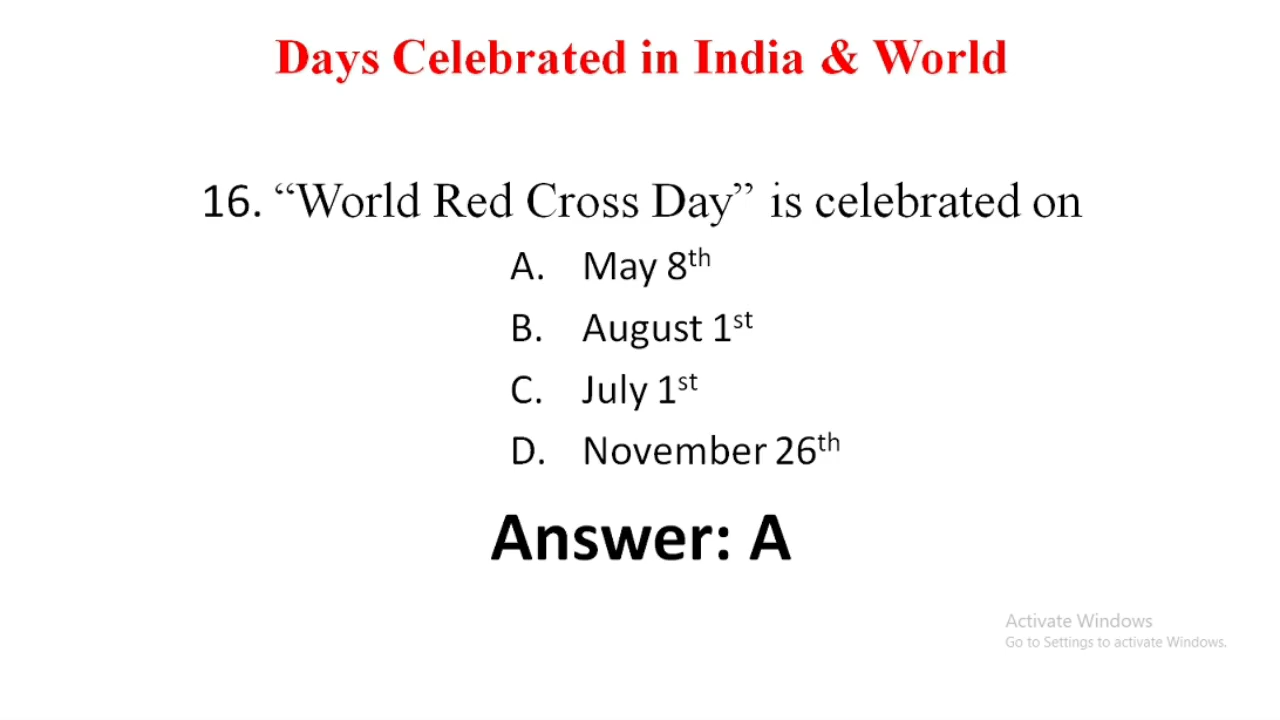 Days Celebrated in India & World
16. “World Red Cross Day” is celebrated on
A. May 8th
B. August 1st
C. July 1st
D. November 26th
Answer: A
Activate Windows
Go to Settings to activate Windows.